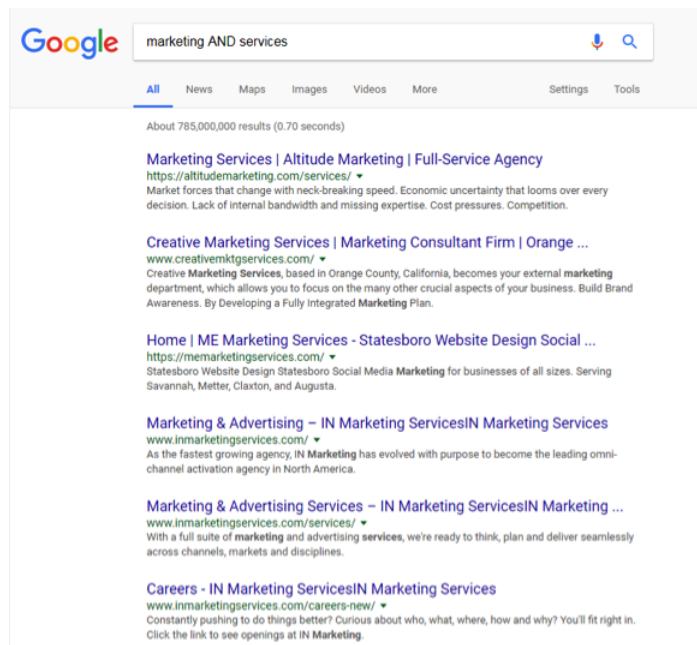 Google
marketing AND services
All News Maps Images Videos More Settings Tools
About 785,000,000 results (0.70 seconds)
Marketing Services | Altitude Marketing | Full-Service Agency
https://altitudemarketing.com/services/
Market forces that change with neck-breaking speed. Economic uncertainty that looms over every
decision. Lack of internal bandwidth and missing expertise. Cost pressures. Competition.
Creative Marketing Services | Marketing Consultant Firm | Orange ...
www.creativemktgservices.com/
Creative Marketing Services, based in Orange County, California, becomes your external marketing
department, which allows you to focus on the many other crucial aspects of your business. Build Brand
Awareness. By Developing a Fully Integrated Marketing Plan.
Home | ME Marketing Services - Statesboro Website Design Social ...
https://memarketingservices.com/
Statesboro Website Design Statesboro Social Media Marketing for businesses of all sizes. Serving
Savannah, Metter, Claxton, and Augusta.
Marketing & Advertising – IN Marketing ServicesIN Marketing Services
www.inmarketingservices.com/
As the fastest growing agency, IN Marketing has evolved with purpose to become the leading omni-
channel activation agency in North America.
Marketing & Advertising Services – IN Marketing ServicesIN Marketing ...
www.inmarketingservices.com/services/
With a full suite of marketing and advertising services, we're ready to think, plan and deliver seamlessly
across channels, markets and disciplines.
Careers - IN Marketing ServicesIN Marketing Services
www.inmarketingservices.com/careers-new/
Constantly pushing to do things better? Curious about who, what, where, how and why? You'll fit right in.
Click the link to see openings at IN Marketing.